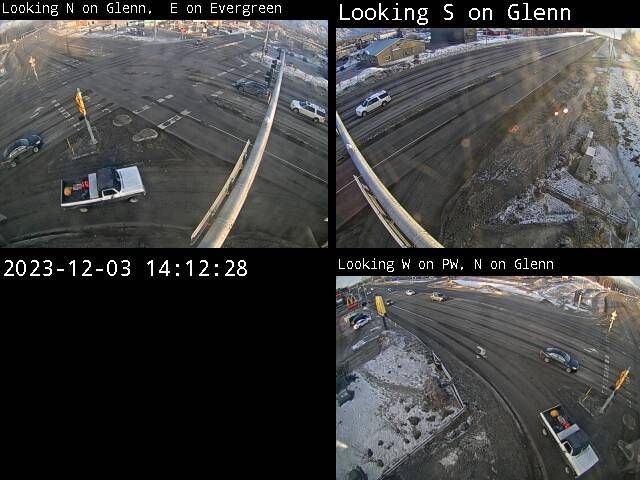 Looking N on Glenn,  E on Evergreen
Looking S on Glenn
2023-12-03 14:12:28
Looking W on PW, N on Glenn